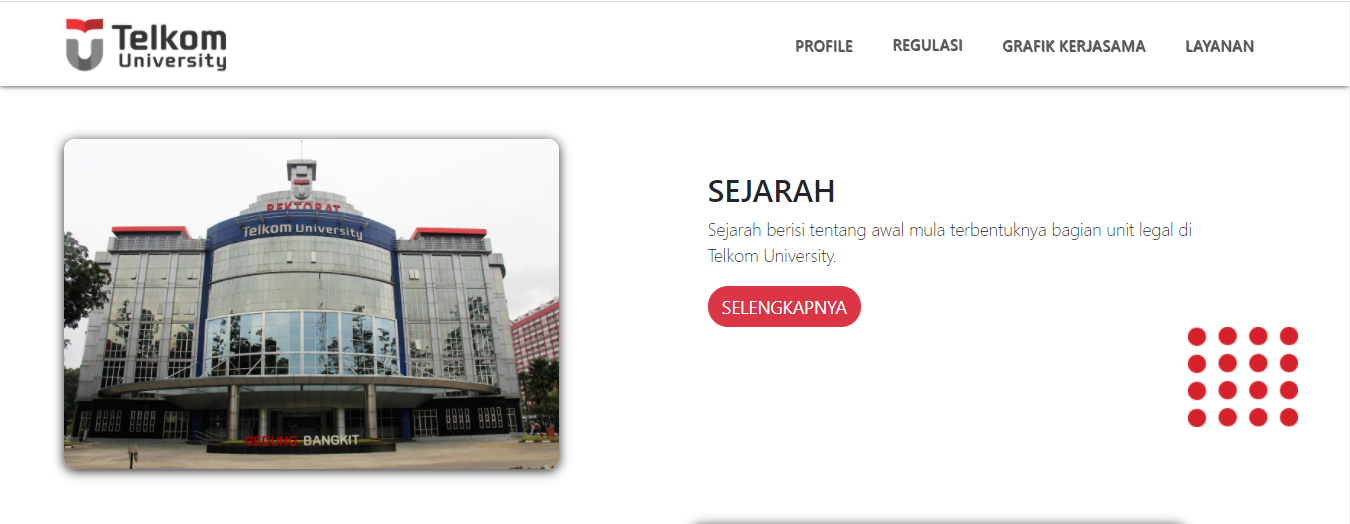 Telkom
University
PROFILE REGULASI GRAFIK KERJASAMA LAYANAN
REKTORAT
Telkom University
GEDUNG BANGKIT
SEJARAH
Sejarah berisi tentang awal mula terbentuknya bagian unit legal di
Telkom University.
SELENGKAPNYA